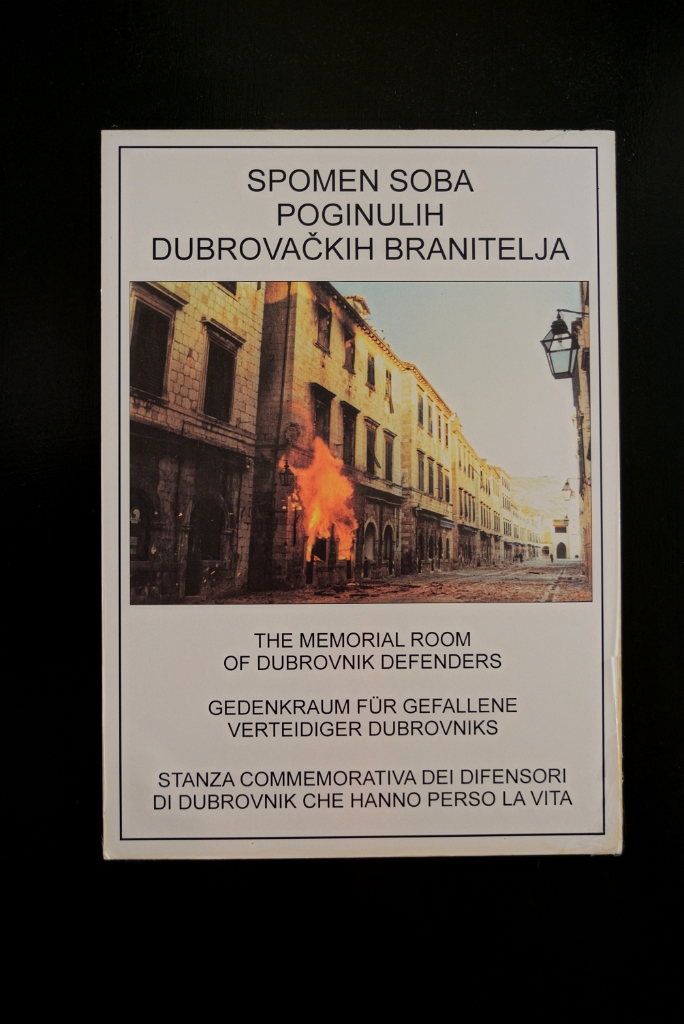 SPOMEN SOBA
POGINULIH
DUBROVAČKIH BRANITELJA
THE MEMORIAL ROOM
OF DUBROVNIK DEFENDERS
GEDENKRAUM FÜR GEFALLENE
VERTEIDIGER DUBROVNIKS
STANZA COMMEMORATIVA DEI DIFENSORI
DI DUBROVNIK CHE HANNO PERSO LA VITA